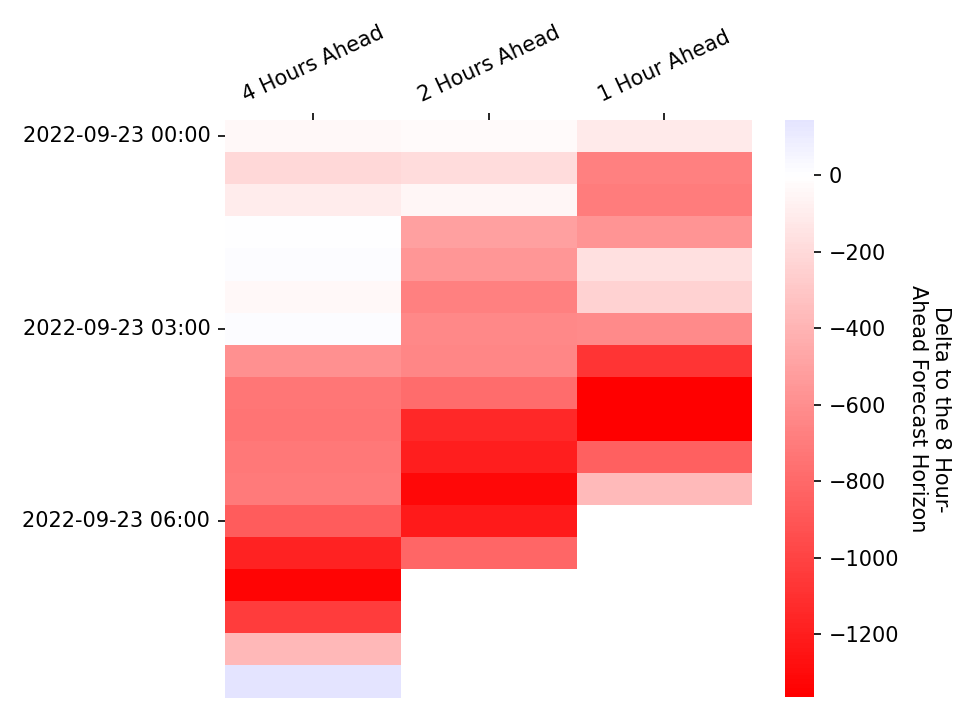 4 Hours Ahead
2 Hours Ahead
1 Hour Ahead
2022-09-23 00:00
2022-09-23 03:00
2022-09-23 06:00
0
−200
−400
−600
−800
−1000
−1200
Delta to the 8 Hour-
Ahead Forecast Horizon